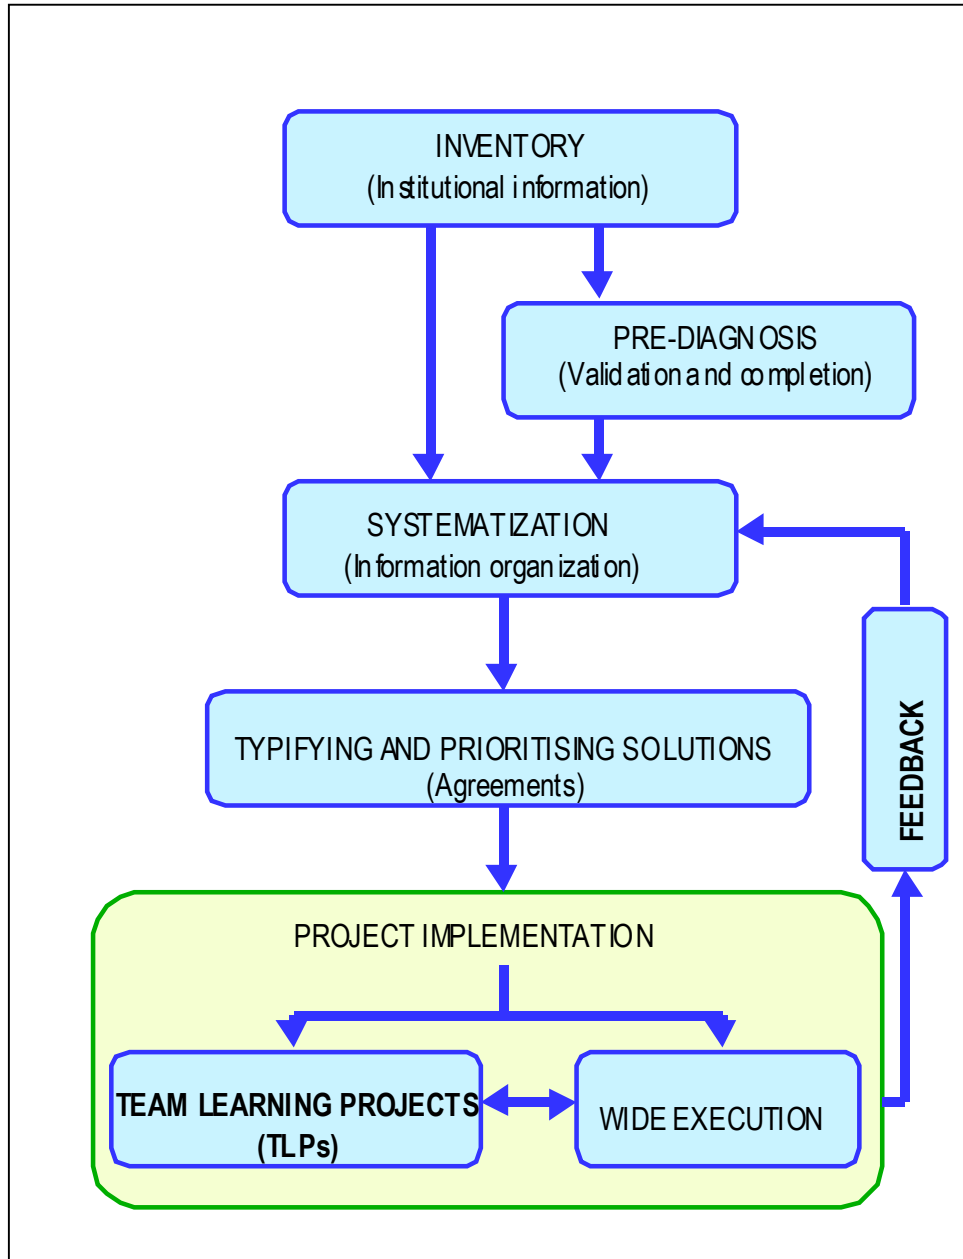 INVENTORY
(Institutional information)
PRE-DIAGNOSIS
(Validation and completion)
SYSTEMATIZATION
(Information organization)
TYPIFYING AND PRIORITISING SOLUTIONS
(Agreements)
FEEDBACK
PROJECT IMPLEMENTATION
TEAM LEARNING PROJECTS
(TLPs)
WIDE EXECUTION